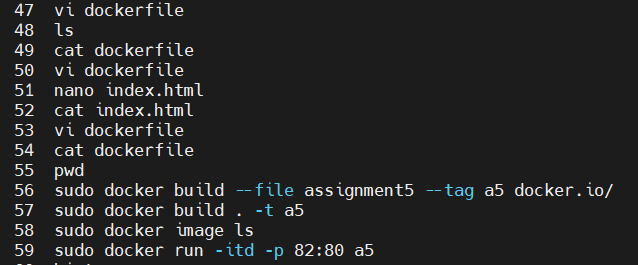 47 vi dockerfile
48 ls
49 cat dockerfile
50 vi dockerfile
51 nano index.html
52 cat index.html
53 vi dockerfile
54 cat dockerfile
55 pwd
56 sudo docker build --file assignment5 --tag a5 docker.io/
57 sudo docker build . -t a5
58 sudo docker image ls
59 sudo docker run -itd -p 82:80 a5